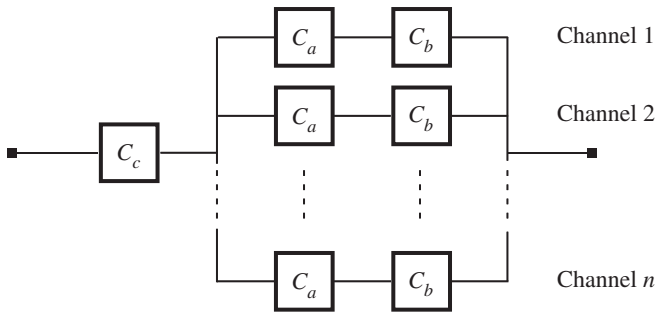 C_a C_b Channel 1
C_a C_b Channel 2
C_c
C_a C_b Channel n